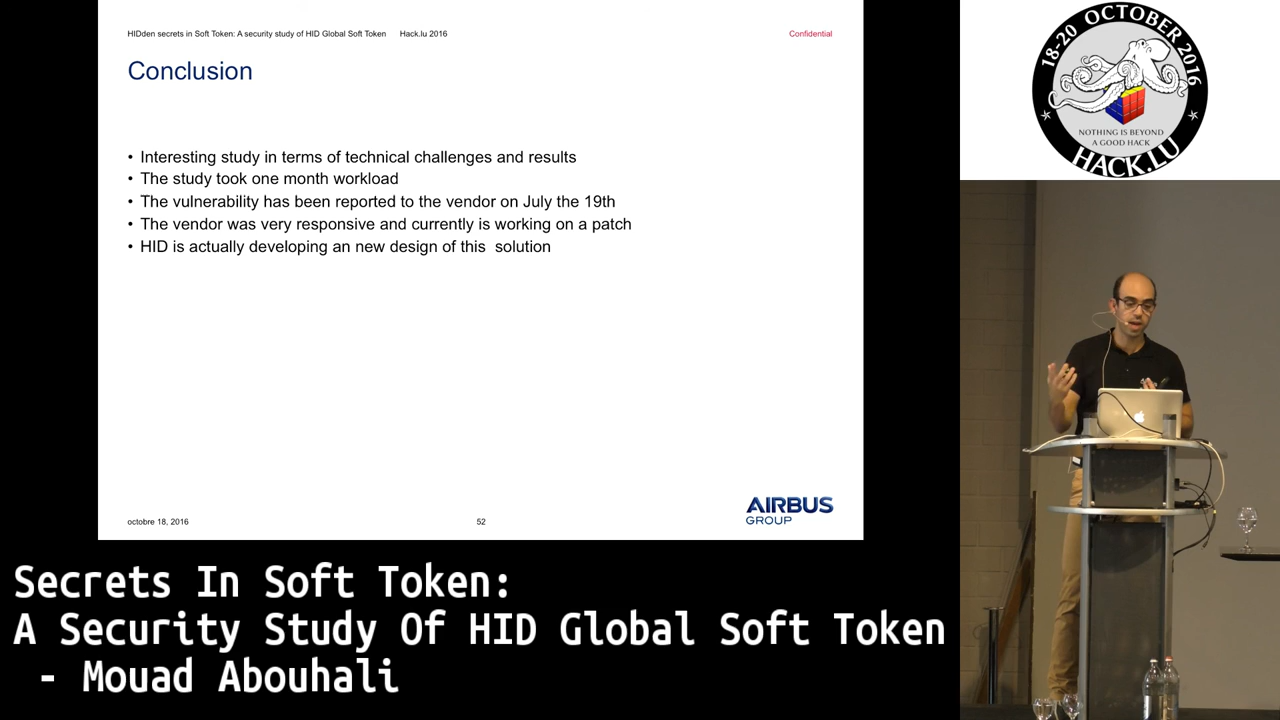 HIDden secrets in Soft Token: A security study of HID Global Soft Token Hack.lu 2016 Confidential
Conclusion
• Interesting study in terms of technical challenges and results
• The study took one month workload
• The vulnerability has been reported to the vendor on July the 19th
• The vendor was very responsive and currently is working on a patch
• HID is actually developing an new design of this  solution
AIRBUS
GROUP
octobre 18, 2016 52
18-20 OCTOBER 2016
NOTHING IS BEYOND
A GOOD HACK
HACK.LU
Secrets In Soft Token:
A Security Study Of HID Global Soft Token
- Mouad Abouhali